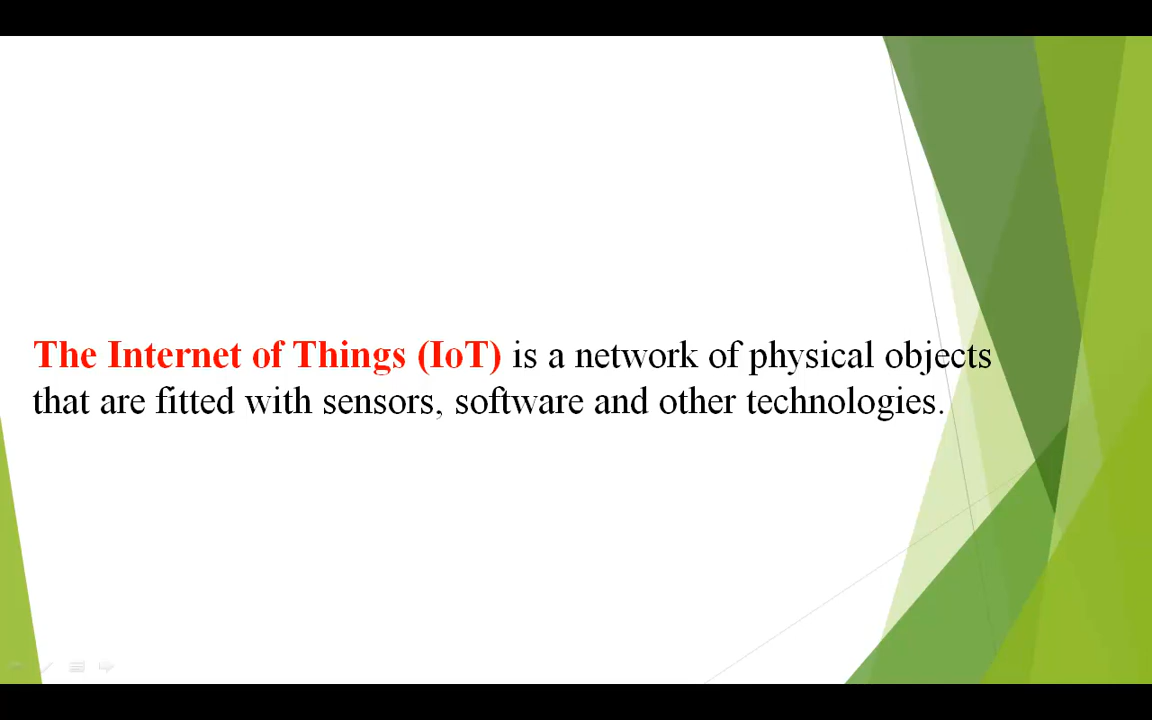 The Internet of Things (IoT) is a network of physical objects
that are fitted with sensors, software and other technologies.